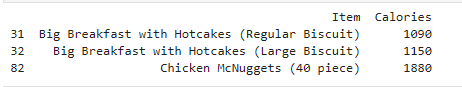 Item Calories
31 Big Breakfast with Hotcakes (Regular Biscuit) 1090
32 Big Breakfast with Hotcakes (Large Biscuit) 1150
82 Chicken McNuggets (40 piece) 1880